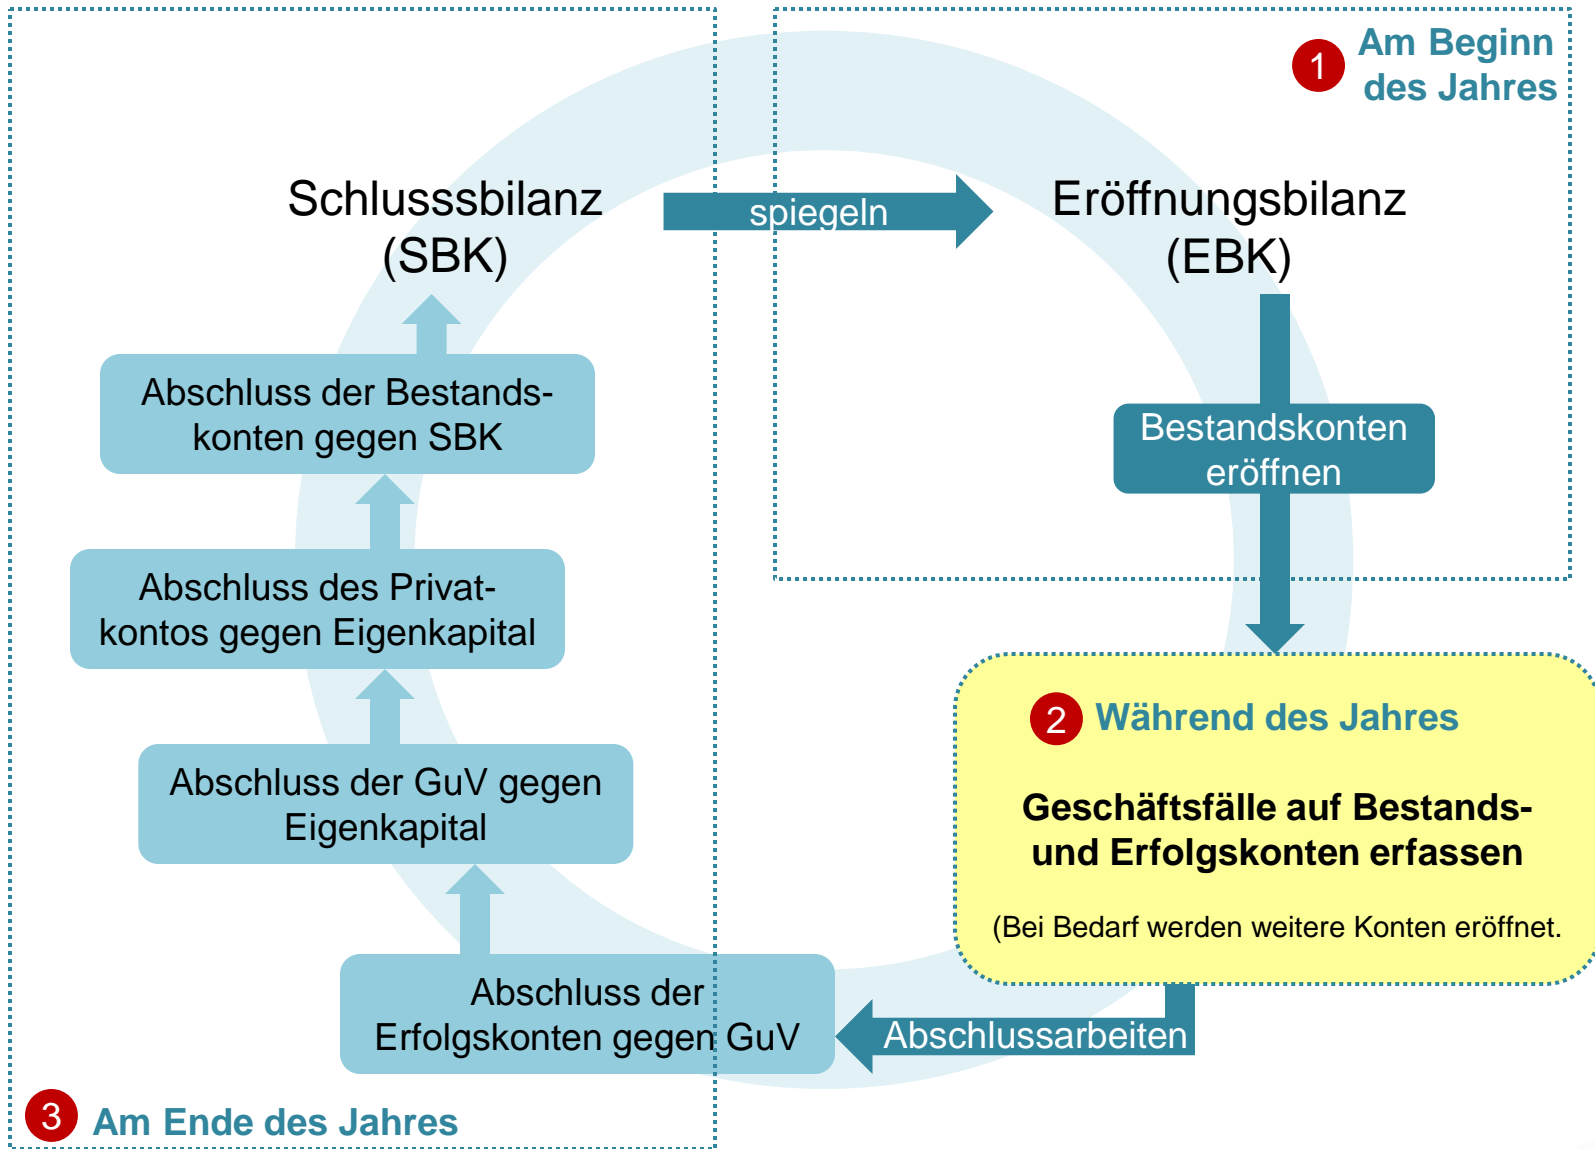 1
Am Beginn
des Jahres
Schlusssbilanz
(SBK)
spiegeln
Eröffnungsbilanz
(EBK)
Bestandskonten
eröffnen
2
Während des Jahres
Geschäftsfälle auf Bestands-
und Erfolgskonten erfassen
(Bei Bedarf werden weitere Konten eröffnet.
Abschlussarbeiten
Abschluss der
Erfolgskonten gegen GuV
Abschluss der GuV gegen
Eigenkapital
Abschluss des Privat-
kontos gegen Eigenkapital
Abschluss der Bestands-
konten gegen SBK
3
Am Ende des Jahres